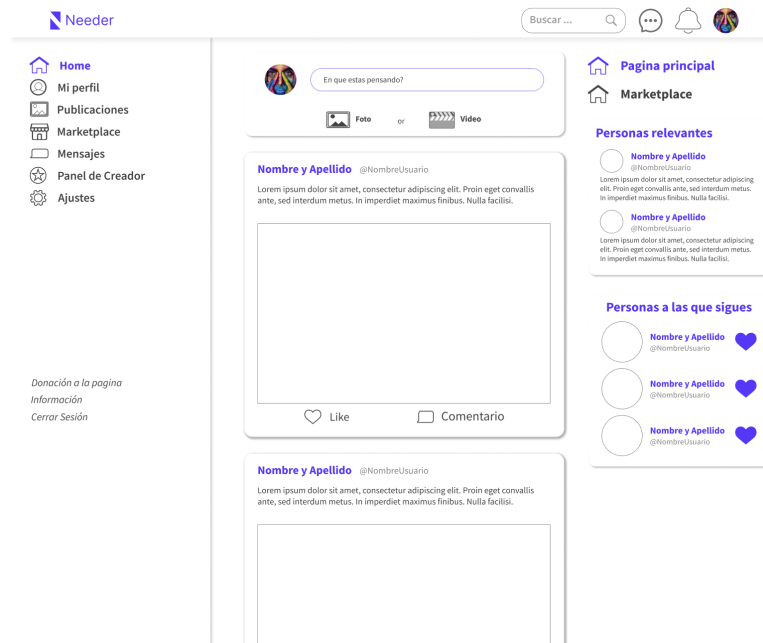 Needer
Buscar ...
Home
Mi perfil
Publicaciones
Marketplace
Mensajes
Panel de Creador
Ajustes
Donación a la pagina
Información
Cerrar Sesión
En que estas pensando?
Foto
or
Video
Nombre y Apellido @NombreUsuario
Lorem ipsum dolor sit amet, consectetur adipiscing elit. Proin eget convallis
ante, sed interdum metus. In imperdiet maximus finibus. Nulla facilisi.
Like
Comentario
Nombre y Apellido @NombreUsuario
Lorem ipsum dolor sit amet, consectetur adipiscing elit. Proin eget convallis
ante, sed interdum metus. In imperdiet maximus finibus. Nulla facilisi.
Pagina principal
Marketplace
Personas relevantes
Nombre y Apellido
@NombreUsuario
Lorem ipsum dolor sit amet, consectetur adipiscing
elit. Proin eget convallis ante, sed interdum metus.
In imperdiet maximus finibus. Nulla facilisi.
Nombre y Apellido
@NombreUsuario
Lorem ipsum dolor sit amet, consectetur adipiscing
elit. Proin eget convallis ante, sed interdum metus.
In imperdiet maximus finibus. Nulla facilisi.
Personas a las que sigues
Nombre y Apellido
@NombreUsuario
Nombre y Apellido
@NombreUsuario
Nombre y Apellido
@NombreUsuario